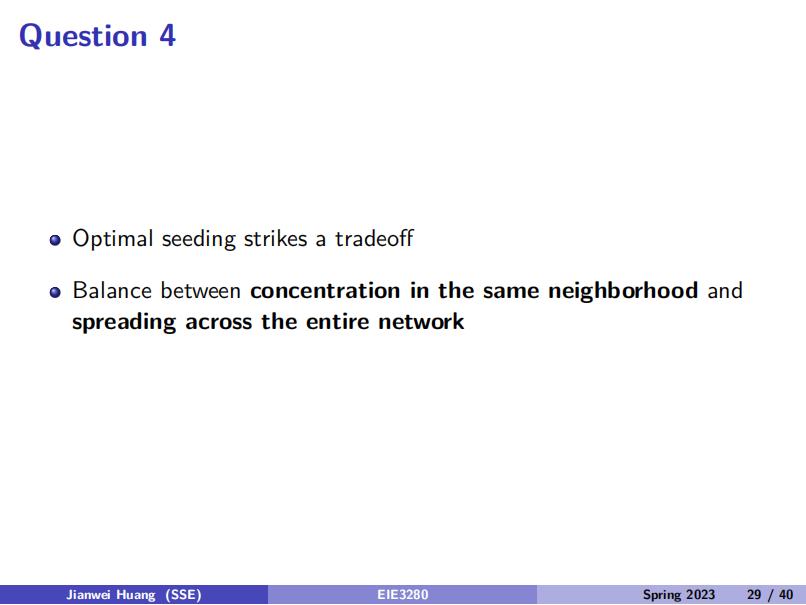 Question 4
Optimal seeding strikes a tradeoff
Balance between concentration in the same neighborhood and
spreading across the entire network
Jianwei Huang (SSE) EIE3280 Spring 2023 29 / 40